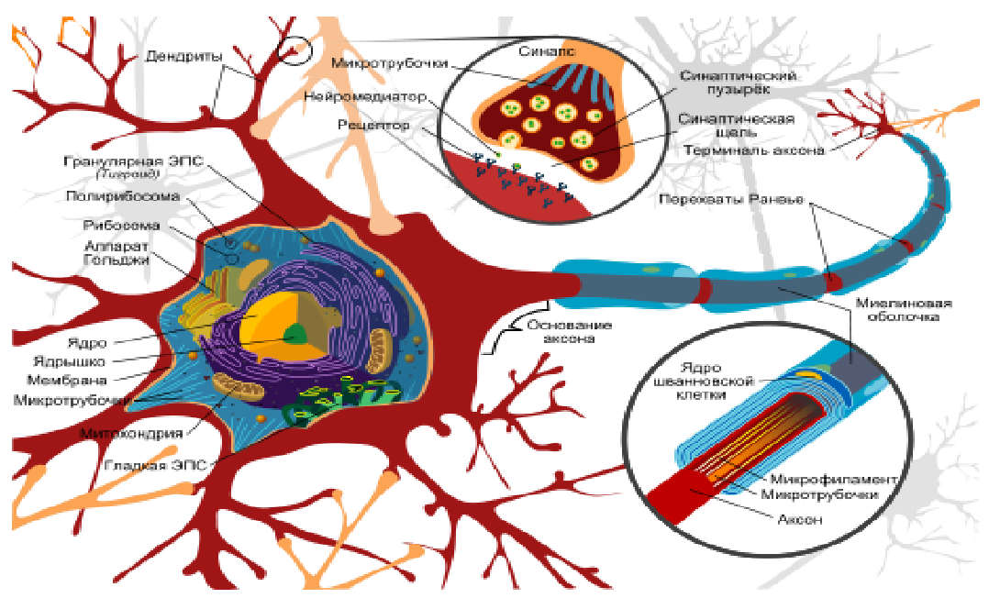 Дендриты
Микротрубочки
Нейромедиатор
Рецептор
Синапс
Синаптический
пузырёк
Синаптическая
щель
Терминаль аксона
Гранулярная ЭПС
(Тигроид)
Полирибосома
Рибосома
Аппарат
Гольджи
Перехваты Ранвье
Миелиновая
оболочка
Основание
аксона
Ядро
Ядрышко
Мембрана
Микротрубочки
Митохондрия
Гладкая ЭПС
Ядро
шванновской
клетки
Микрофиламент
Микротрубочки
Аксон